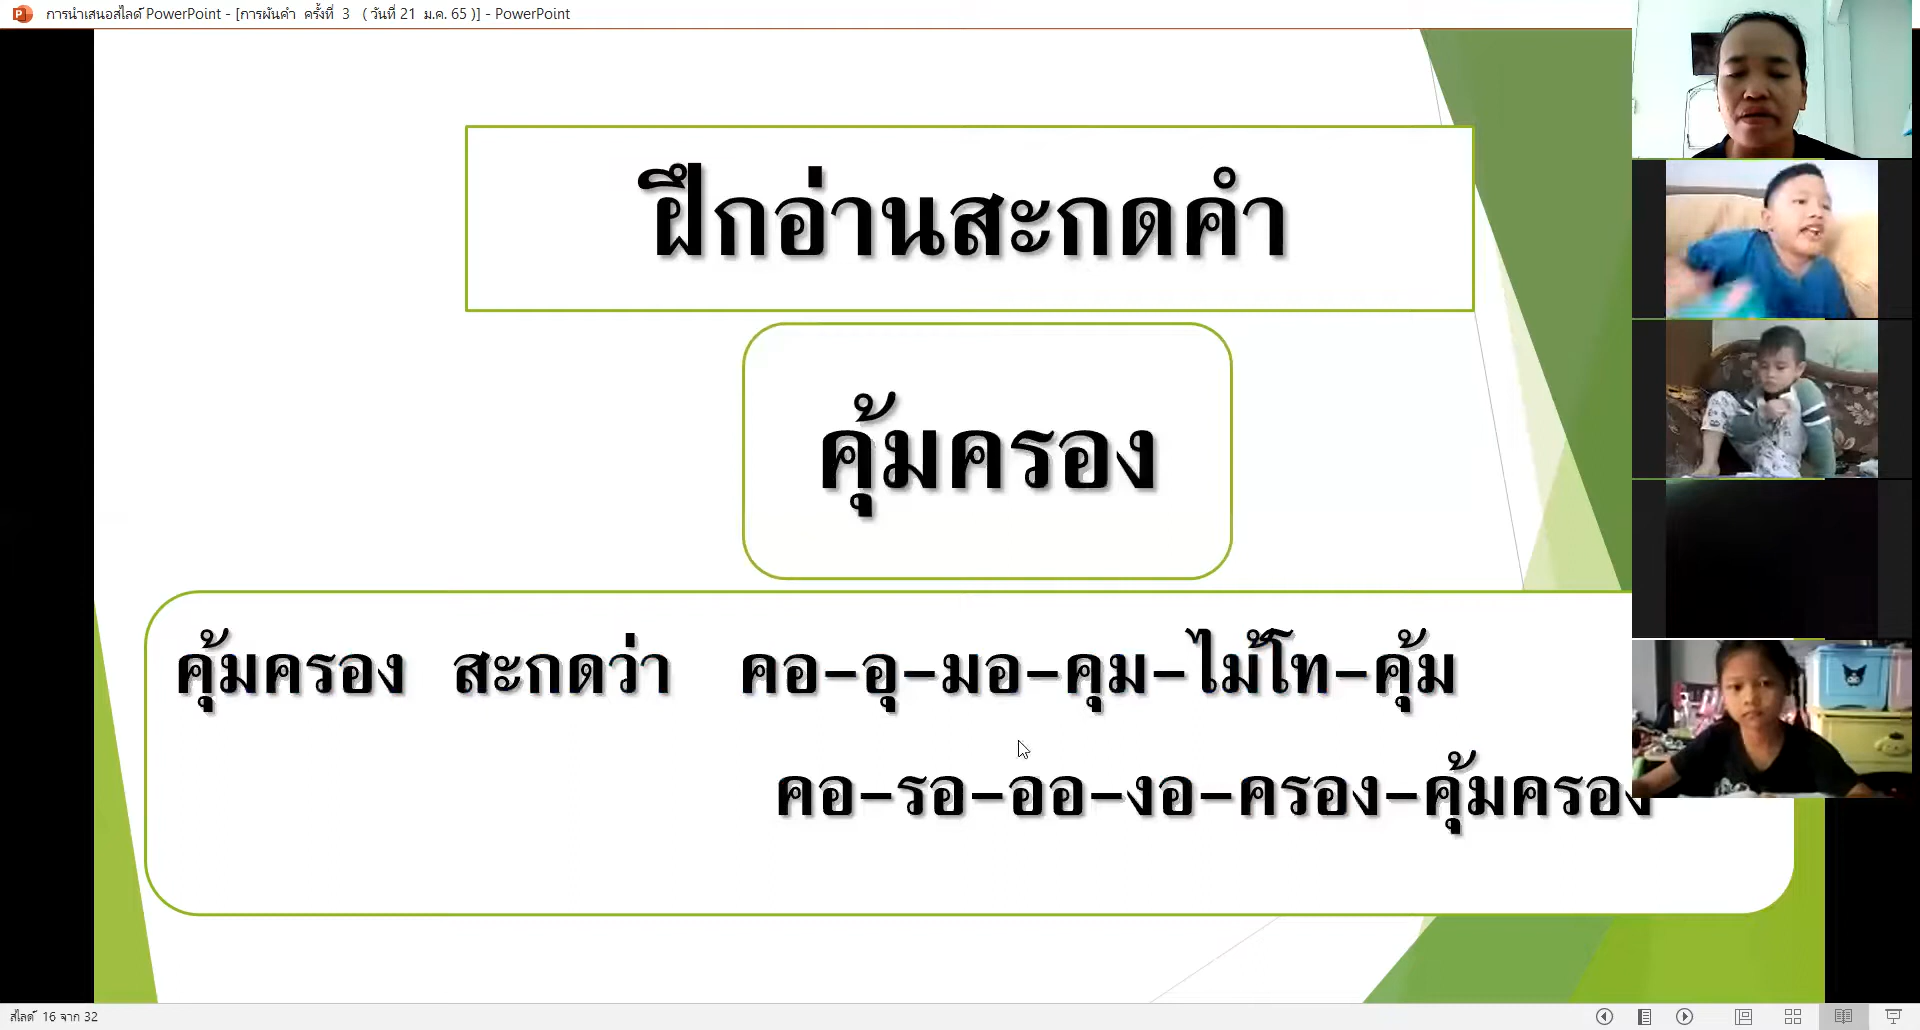 การนำเสนอสไลด์ PowerPoint - [การผันคำ ครั้งที่ 3 ( วันที่ 21 ม.ค. 65 )] - PowerPoint
ฝึกอ่านสะกดคำ
คุ้มครอง
คุ้มครอง สะกดว่า คอ-อุ-มอ-คุม-ไม้โท-คุ้ม
คอ-รอ-ออ-งอ-ครอง-คุ้มครอง
สไลด์ 16 จาก 32